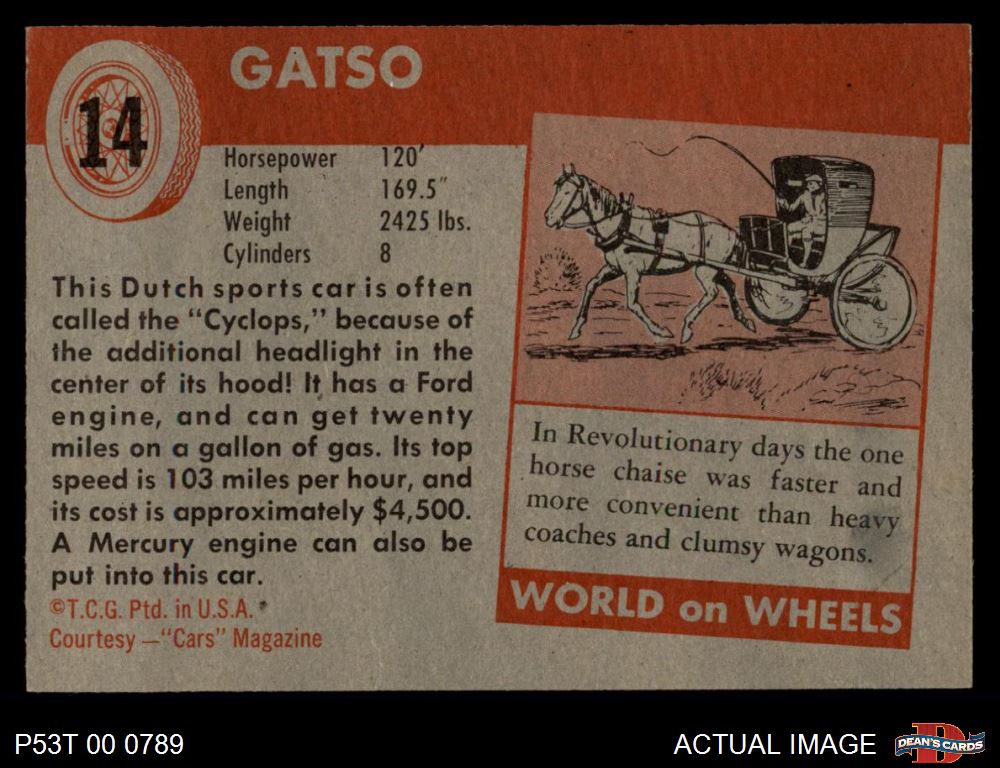 14
GATSO
Horsepower 120'
Length 169.5"
Weight 2425 lbs.
Cylinders 8
This Dutch sports car is often
called the "Cyclops," because of
the additional headlight in the
center of its hood! It has a Ford
engine, and can get twenty
miles on a gallon of gas. Its top
speed is 103 miles per hour, and
its cost is approximately $4,500.
A Mercury engine can also be
put into this car.
©T.C.G. Ptd. in U.S.A.
Courtesy —"Cars" Magazine
In Revolutionary days the one
horse chaise was faster and
more convenient than heavy
coaches and clumsy wagons.
WORLD on WHEELS
P53T 00 0789
ACTUAL IMAGE
D
DEAN'S CARDS